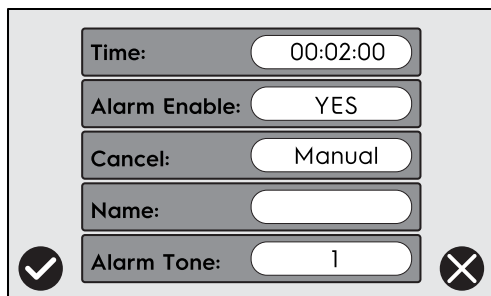 Time: 00:02:00
Alarm Enable: YES
Cancel: Manual
Name:
Alarm Tone: 1